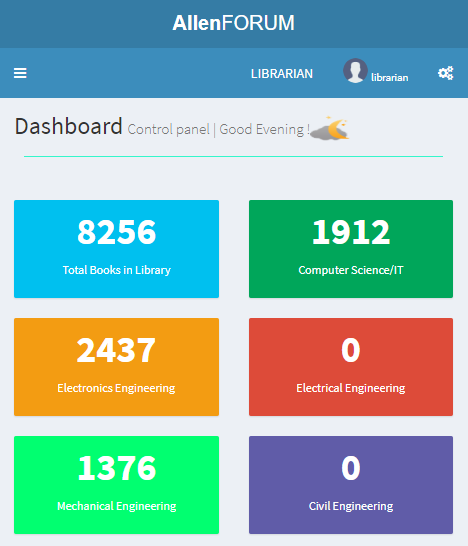 AllenFORUM
LIBRARIAN librarian
Dashboard Control panel | Good Evening !
8256
Total Books in Library
1912
Computer Science/IT
2437
Electronics Engineering
0
Electrical Engineering
1376
Mechanical Engineering
0
Civil Engineering